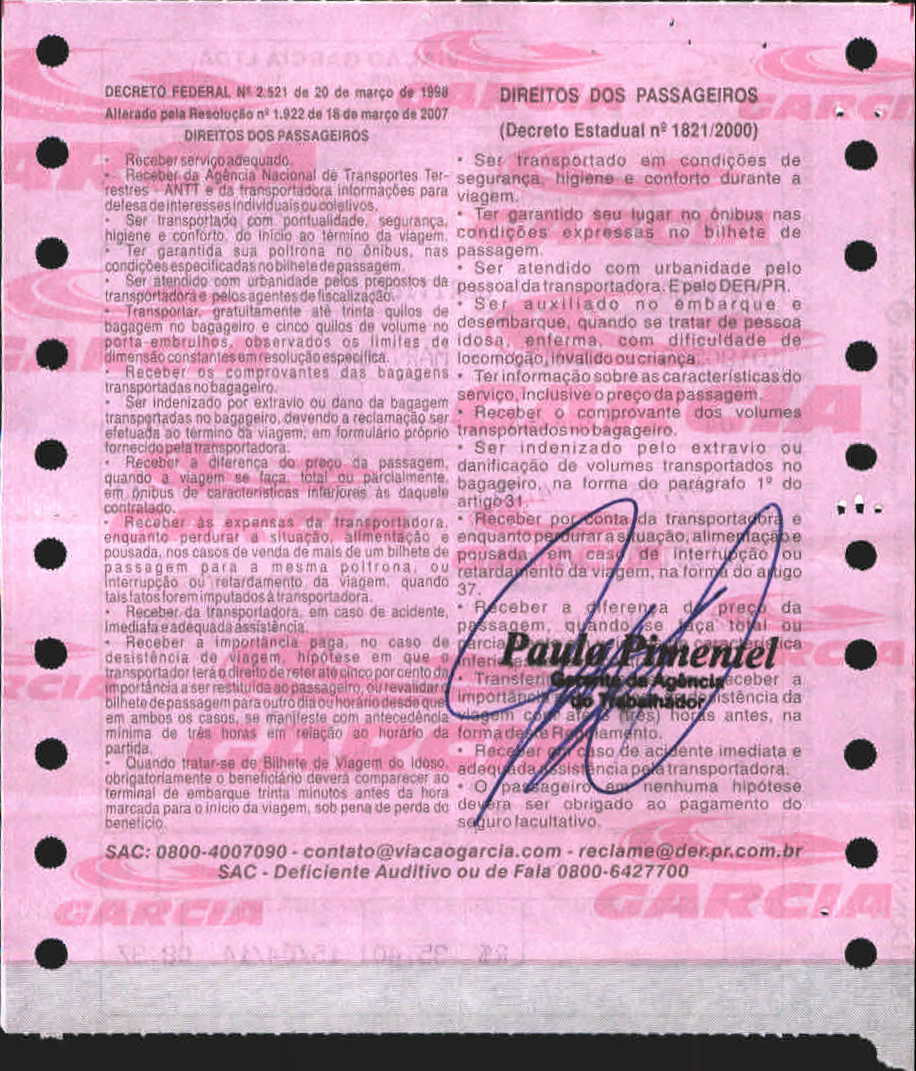 DECRETO FEDERAL Nº 2.521 de 20 de março de 1998
Alterado pela Resolução nº 1.922 de 18 de março de 2007
DIREITOS DOS PASSAGEIROS
• Receber serviço adequado.
• Receber da Agência Nacional de Transportes Ter-
restres - ANTT e da transportadora informações para
defesa de interesses individuais ou coletivos.
• Ser transportado com pontualidade, segurança,
higiene e conforto, do início ao término da viagem.
• Ter garantida sua poltrona no ônibus, nas
condições especificadas no bilhete de passagem.
• Ser atendido com urbanidade pelos prepostos da
transportadora e pelos agentes de fiscalização.
• Transportar, gratuitamente até trinta quilos de
bagagem no bagageiro e cinco quilos de volume no
porta-embrulhos, observados os limites de
dimensão constantes em resolução específica.
• Receber os comprovantes das bagagens
transportadas no bagageiro.
• Ser indenizado por extravio ou dano da bagagem
transportadas no bagageiro, devendo a reclamação ser
efetuada ao término da viagem, em formulário próprio
fornecido pela transportadora.
• Receber a diferença do preço da passagem,
quando a viagem se faça, total ou parcialmente,
em ônibus de características inferiores às daquele
contratado.
• Receber às expensas da transportadora,
enquanto perdurar a situação, alimentação e
pousada, nos casos de venda de mais de um bilhete de
passagem para a mesma poltrona, ou
interrupção ou retardamento da viagem, quando
tais fatos forem imputados à transportadora.
• Receber da transportadora, em caso de acidente,
imediata e adequada assistência.
• Receber a importância paga, no caso de
desistência de viagem, hipótese em que o
transportador terá o direito de reter até cinco por cento da
importância a ser restituída ao passageiro, ou revalidar o
bilhete de passagem para outro dia ou horário desde que
em ambos os casos, se manifeste com antecedência
mínima de três horas em relação ao horário da
partida.
• Quando tratar-se de Bilhete de Viagem do Idoso,
obrigatoriamente o beneficiário deverá comparecer ao
terminal de embarque trinta minutos antes da hora
marcada para o início da viagem, sob pena de perda do
benefício.
DIREITOS DOS PASSAGEIROS
(Decreto Estadual nº 1821/2000)
• Ser transportado em condições de
segurança, higiene e conforto durante a
viagem.
• Ter garantido seu lugar no ônibus nas
condições expressas no bilhete de
passagem.
• Ser atendido com urbanidade pelo
pessoal da transportadora. E pelo DER/PR.
• Ser auxiliado no embarque e
desembarque, quando se tratar de pessoa
idosa, enferma, com dificuldade de
locomoção, inválido ou criança.
• Ter informação sobre as características do
serviço, inclusive o preço da passagem.
• Receber o comprovante dos volumes
transportados no bagageiro.
• Ser indenizado pelo extravio ou
danificação de volumes transportados no
bagageiro, na forma do parágrafo 1º do
artigo 31.
• Receber por conta da transportadora e
enquanto perdurar a situação, alimentação e
pousada, em caso de interrupção ou
retardamento da viagem, na forma do artigo
37.
• Receber a diferença do preço da
passagem, quando se faça total ou
Paula Pimentel
Gerente da Agência
do Trabalhador
receber a
importância
desistência da
viagem com até 3 (três) horas antes, na
forma deste Regulamento.
• Receber em caso de acidente imediata e
adequada assistência pela transportadora.
• O passageiro em nenhuma hipótese
deverá ser obrigado ao pagamento do
seguro facultativo.
SAC: 0800-4007090 - contato@viacaogarcia.com - reclame@der.pr.com.br
SAC - Deficiente Auditivo ou de Fala 0800-6427700
GARCIA
GARCIA